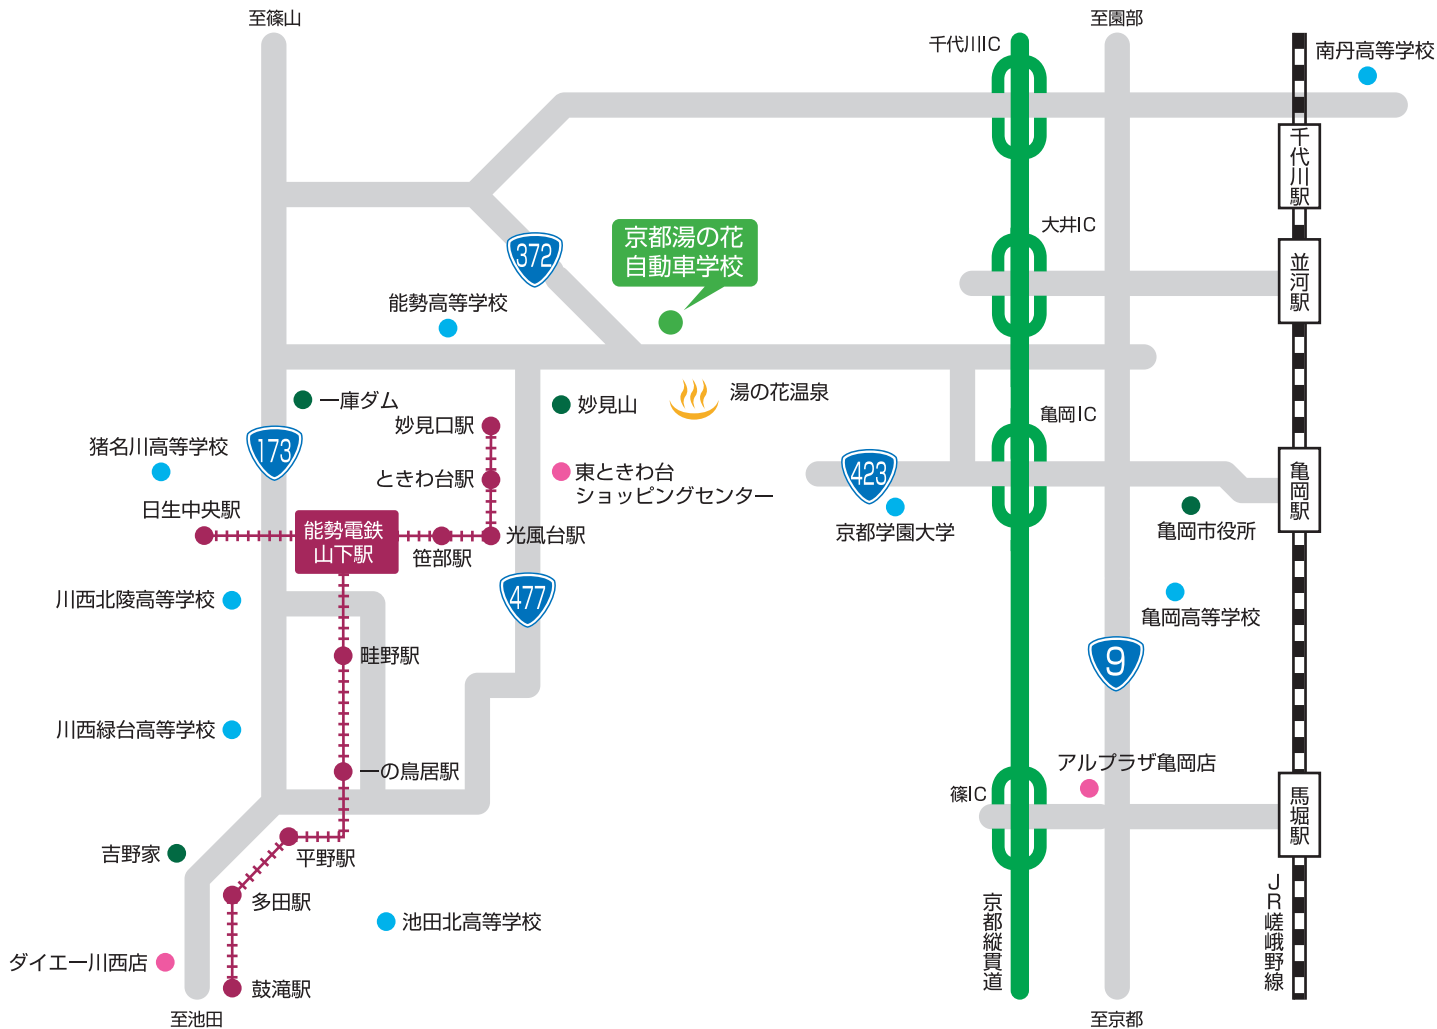 至篠山
至園部
千代川IC
南丹高等学校
千代川駅
大井IC
京都湯の花
自動車学校
372
並河駅
能勢高等学校
一庫ダム
妙見山
湯の花温泉
亀岡IC
妙見口駅
猪名川高等学校
173
ときわ台駅
東ときわ台
ショッピングセンター
423
亀岡駅
日生中央駅
能勢電鉄
山下駅
笹部駅
光風台駅
京都学園大学
亀岡市役所
川西北陵高等学校
477
亀岡高等学校
畦野駅
9
川西緑台高等学校
一の鳥居駅
アルプラザ亀岡店
篠IC
馬堀駅
吉野家
平野駅
多田駅
池田北高等学校
京都縦貫道
JR嵯峨野線
ダイエー川西店
鼓滝駅
至池田
至京都